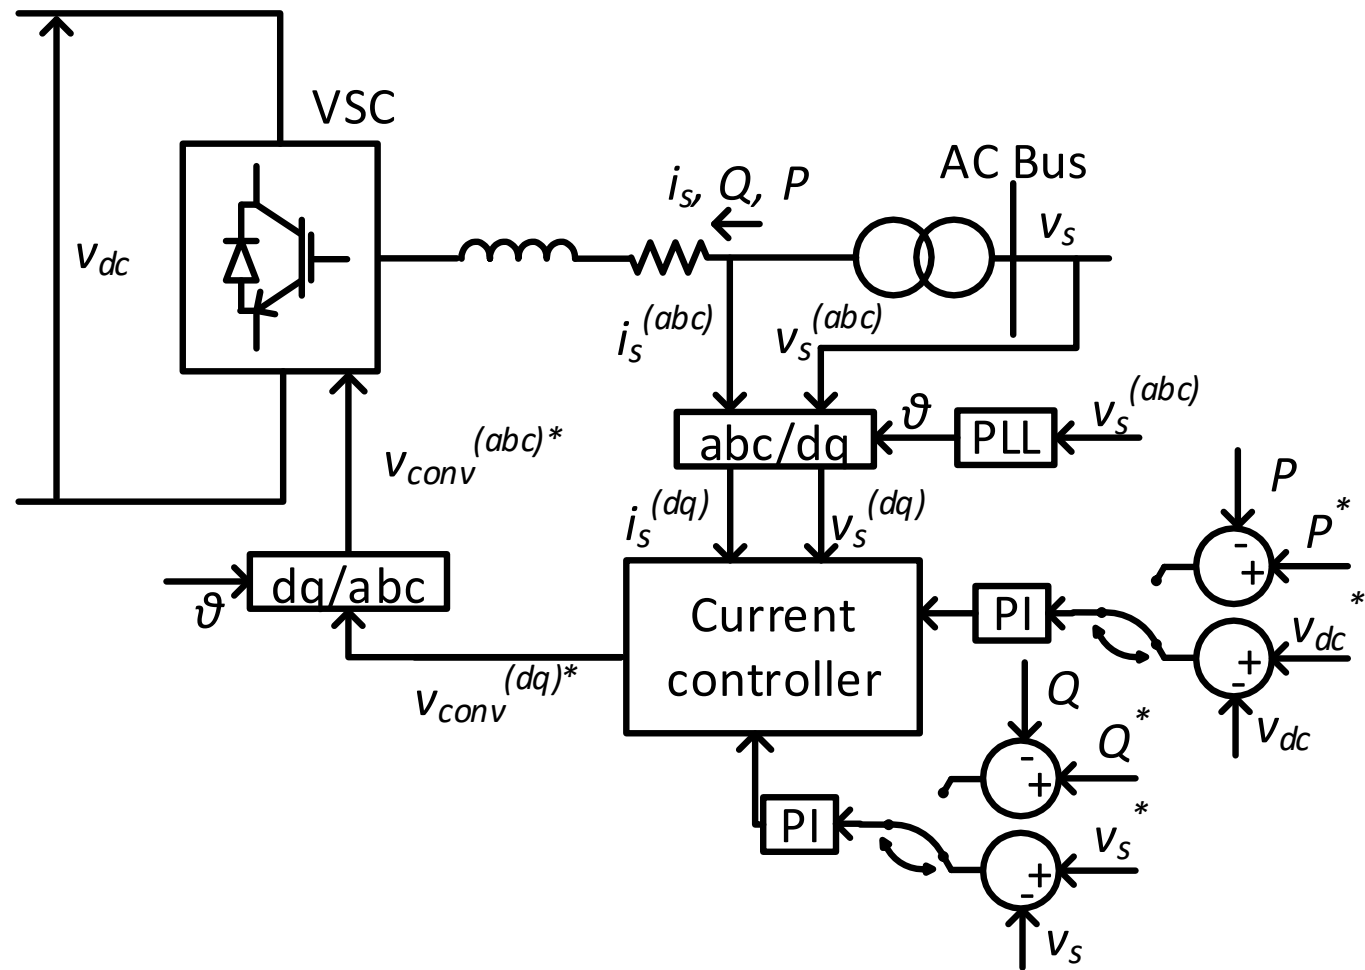 VSC
AC Bus
i_s, Q, P
v_s
v_dc
i_s^(abc)
v_s^(abc)
v_s^(abc)
ϑ
PLL
abc/dq
v_conv^(abc)*
i_s^(dq)
v_s^(dq)
P
-
P*
+
dq/abc
ϑ
Current
controller
PI
v_dc*
+
-
v_dc
v_conv^(dq)*
Q
-
Q*
+
PI
v_s*
+
-
v_s